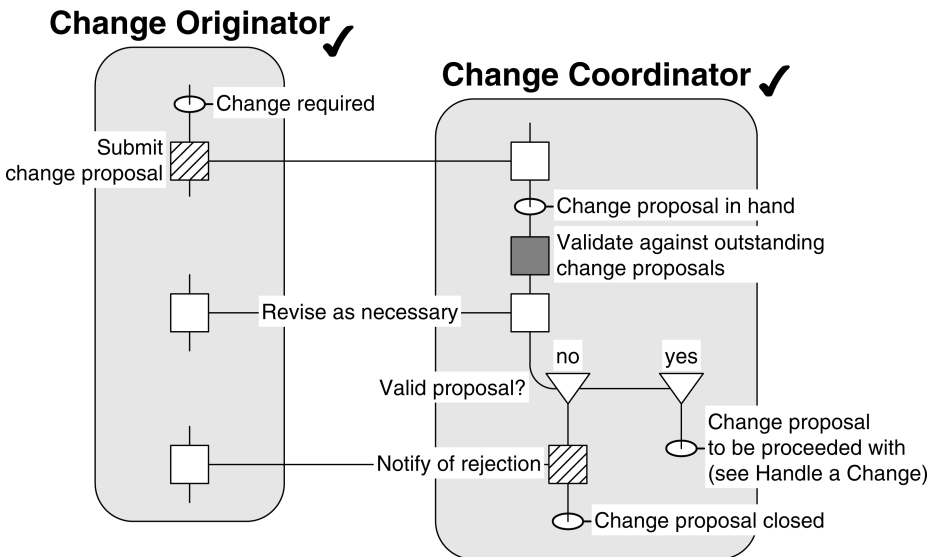 Change Originator
Change Coordinator
Change required
Submit
change proposal
Change proposal in hand
Validate against outstanding
change proposals
Revise as necessary
no
yes
Valid proposal?
Change proposal
to be proceeded with
(see Handle a Change)
Notify of rejection
Change proposal closed